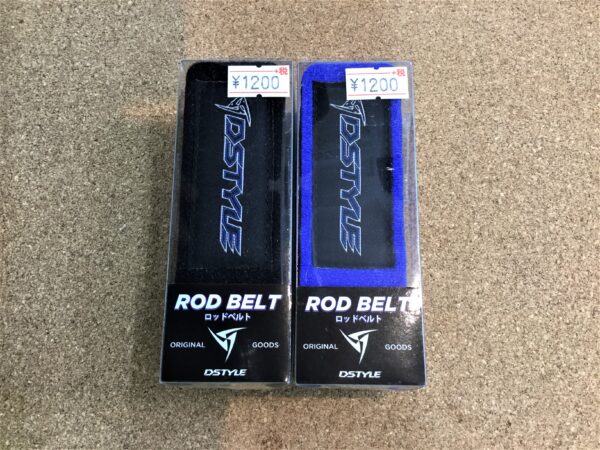 +税
¥1200
DSTYLE
ROD BELT
ロッドベルト
ORIGINAL GOODS
DSTYLE
+税
¥1200
DSTYLE
ROD BELT
ロッドベルト
ORIGINAL GOODS
DSTYLE